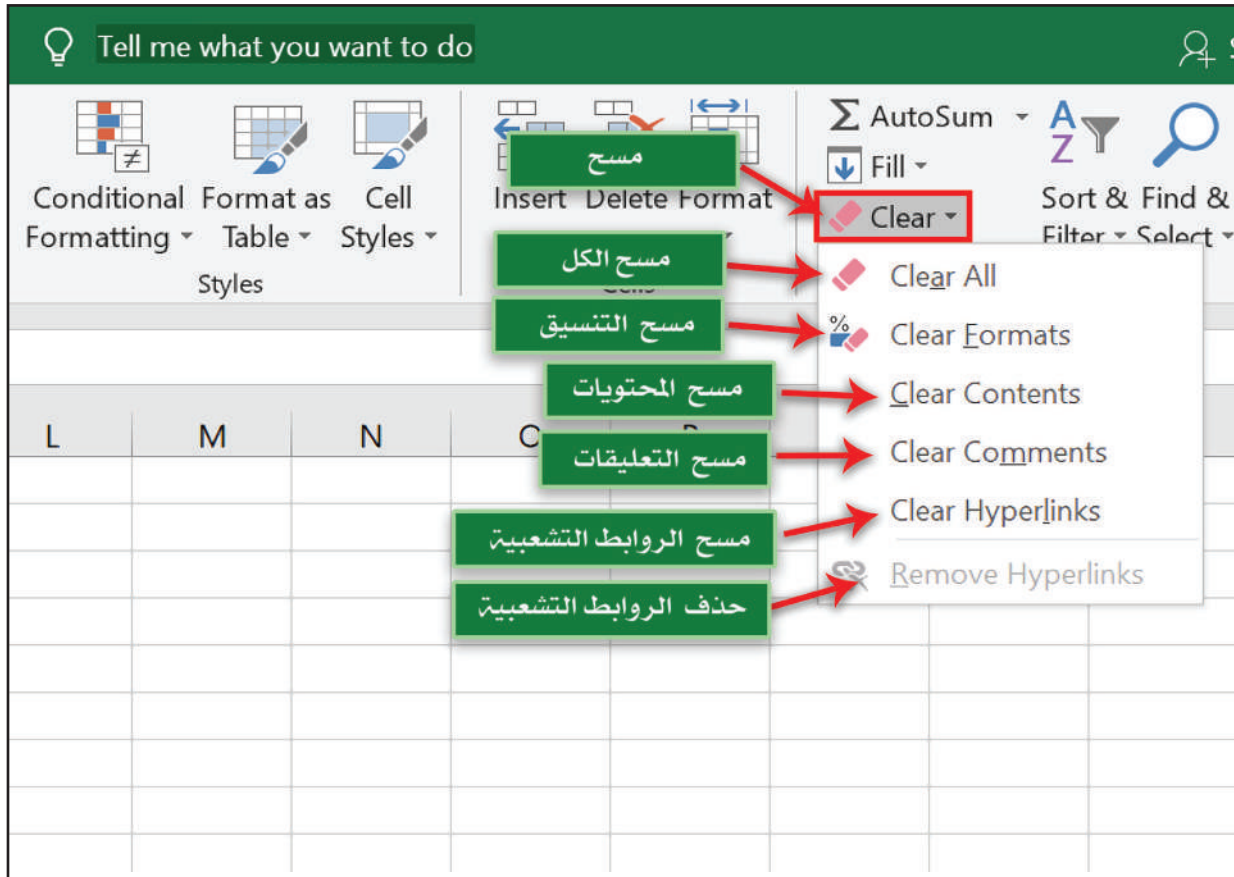 Tell me what you want to do
AutoSum
Fill
مسح
Clear
Conditional
Formatting
Format as
Table
Cell
Styles
Insert
Delete
Format
Sort &
Filter
Find &
Select
Styles
مسح الكل
Clear All
مسح التنسيق
Clear Formats
مسح المحتويات
Clear Contents
L M N
مسح التعليقات
Clear Comments
مسح الروابط التشعبية
Clear Hyperlinks
حذف الروابط التشعبية
Remove Hyperlinks